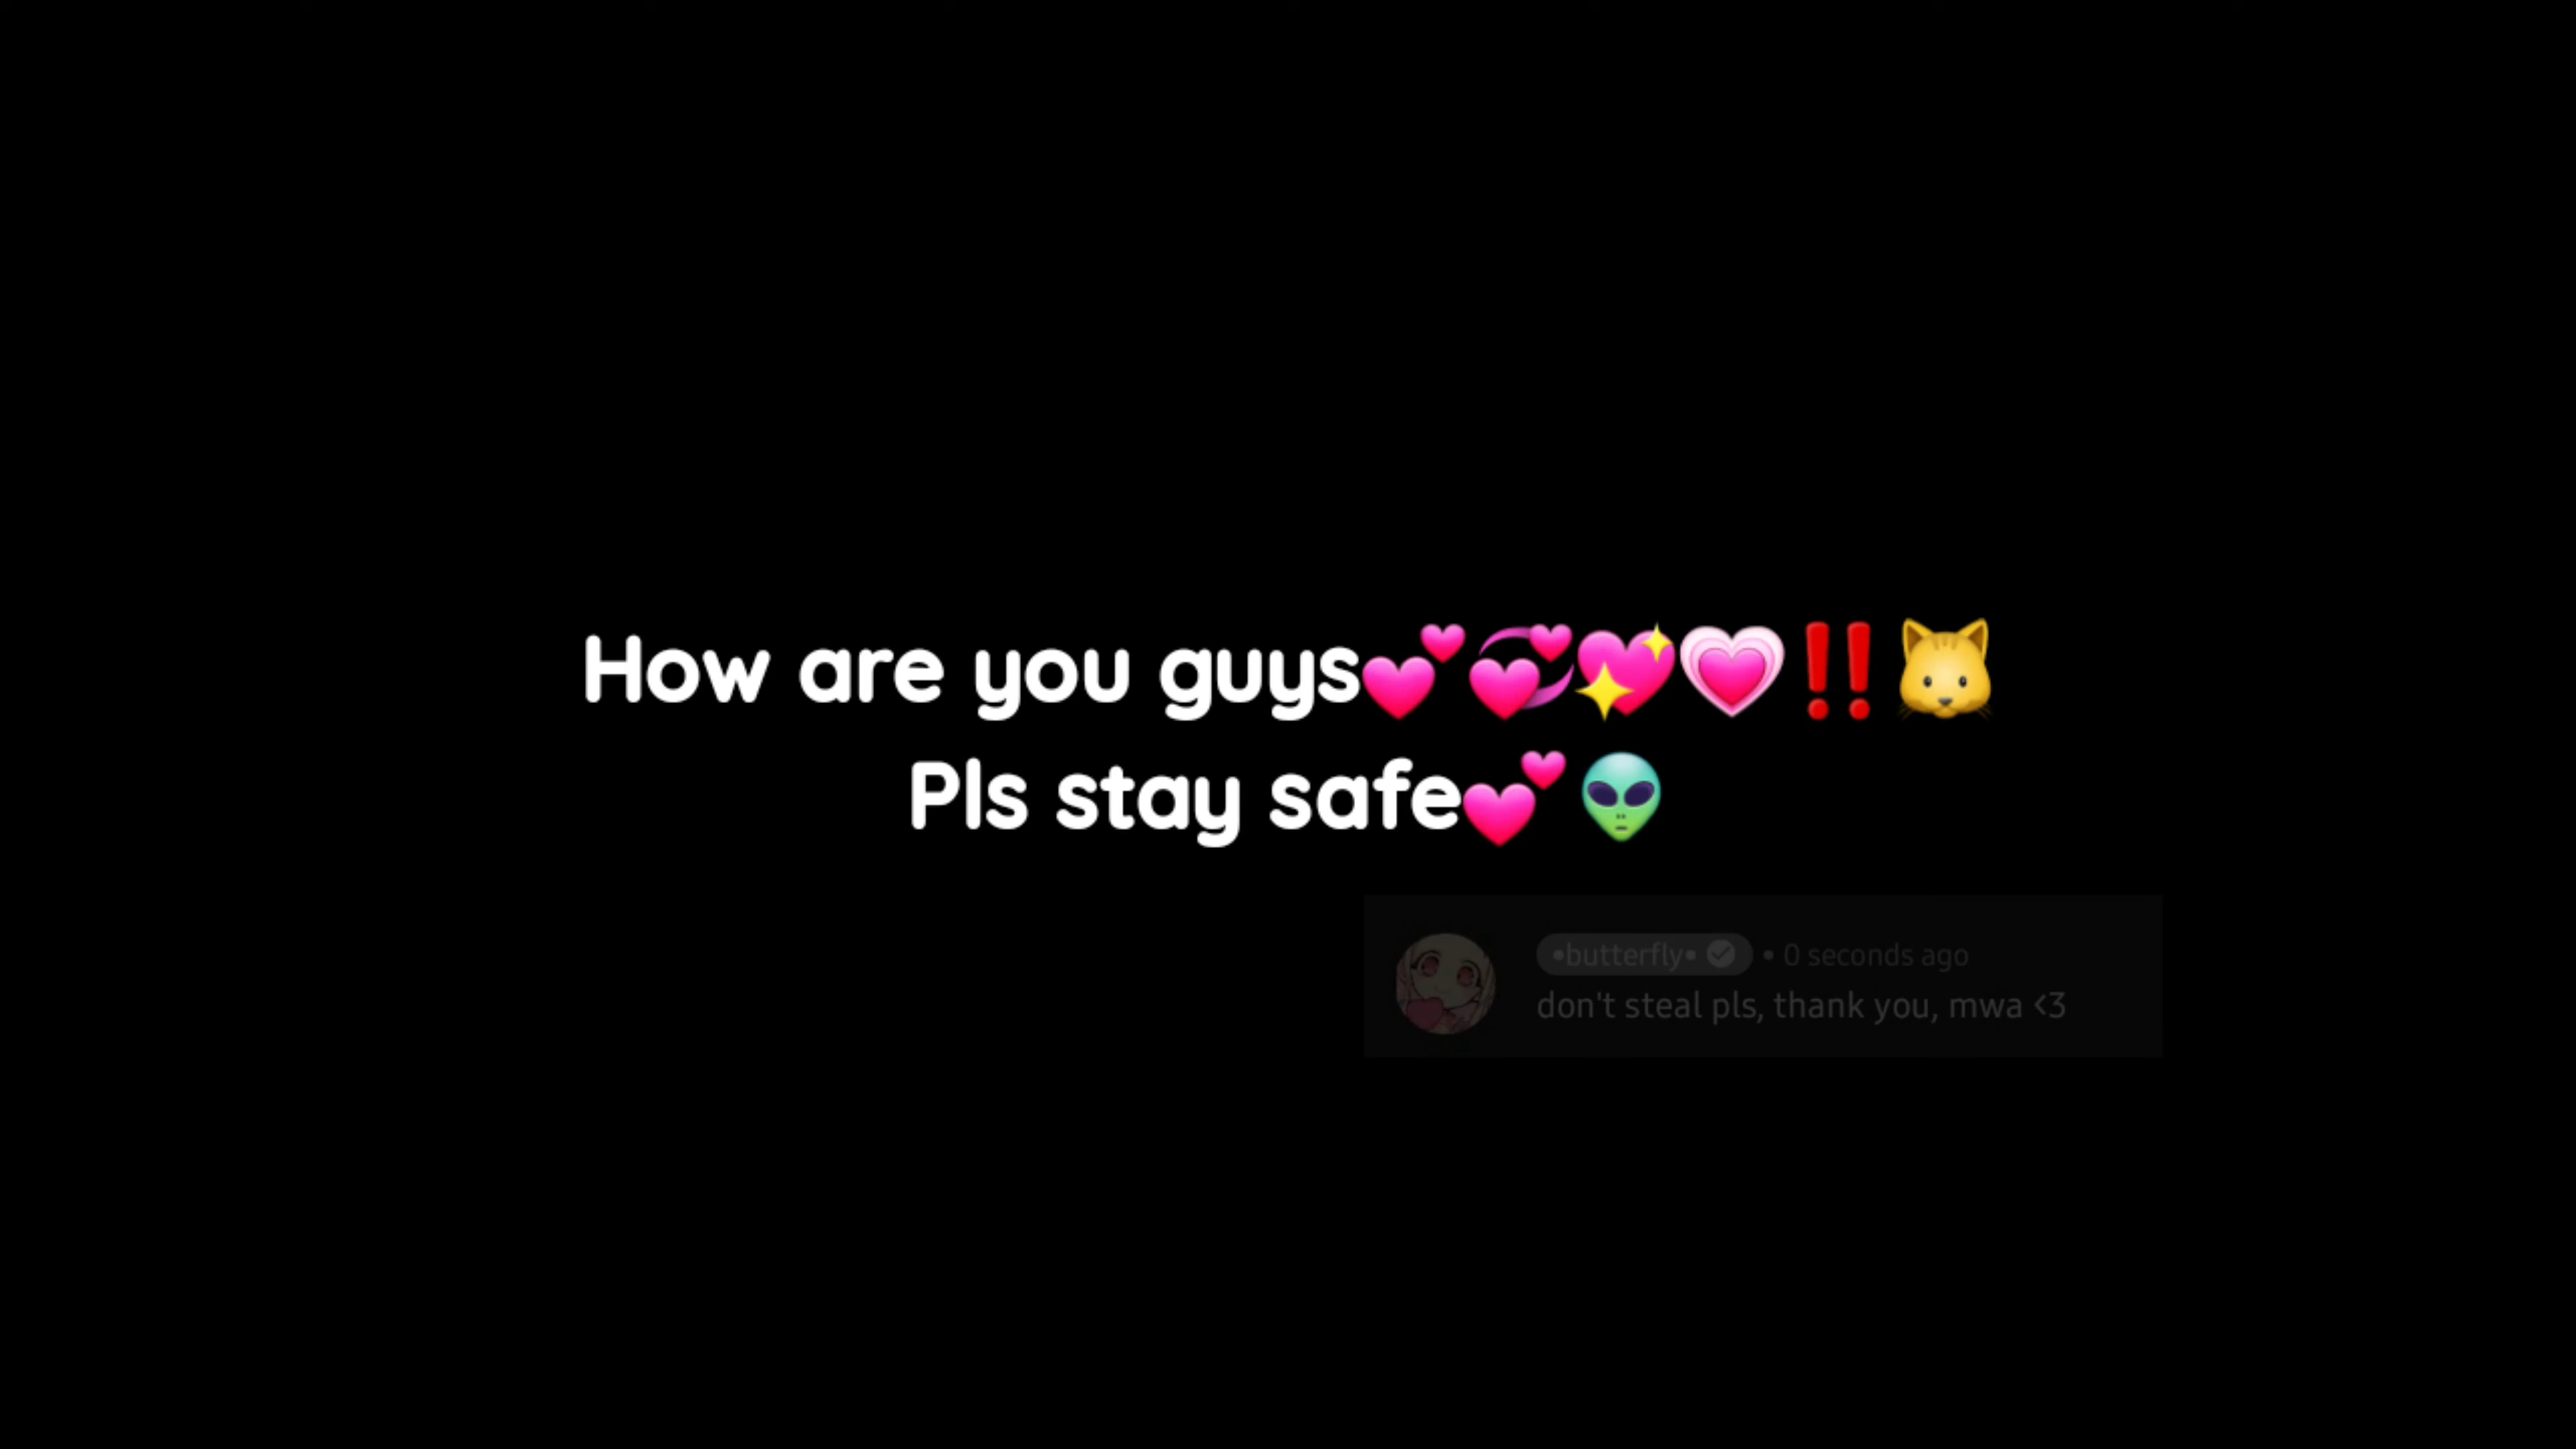 How are you guys💕💞💖💗‼️🐱
Pls stay safe💕👽
•butterfly• • 0 seconds ago
don't steal pls, thank you, mwa <3